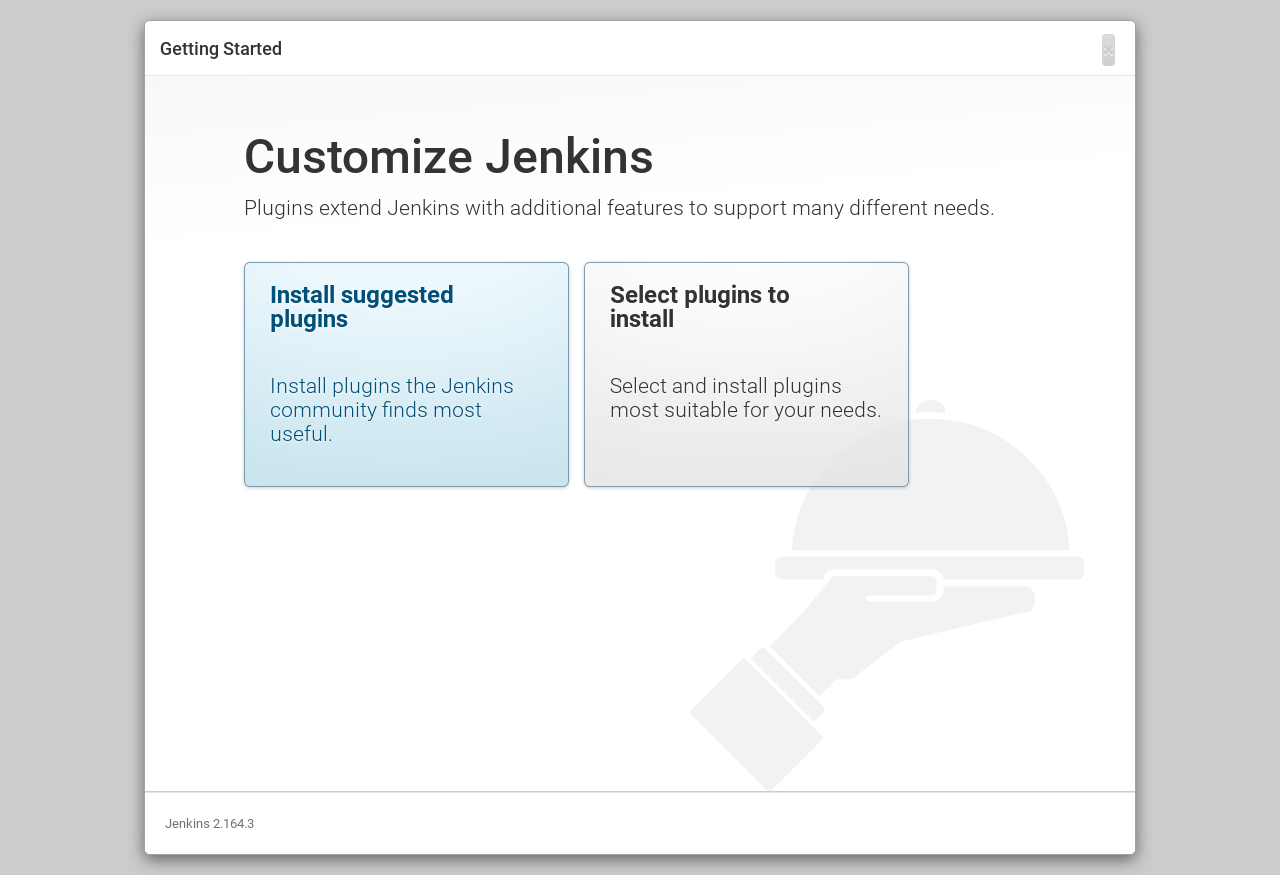 Getting Started
×
Customize Jenkins
Plugins extend Jenkins with additional features to support many different needs.
Install suggested
plugins
Install plugins the Jenkins
community finds most
useful.
Select plugins to
install
Select and install plugins
most suitable for your needs.
Jenkins 2.164.3